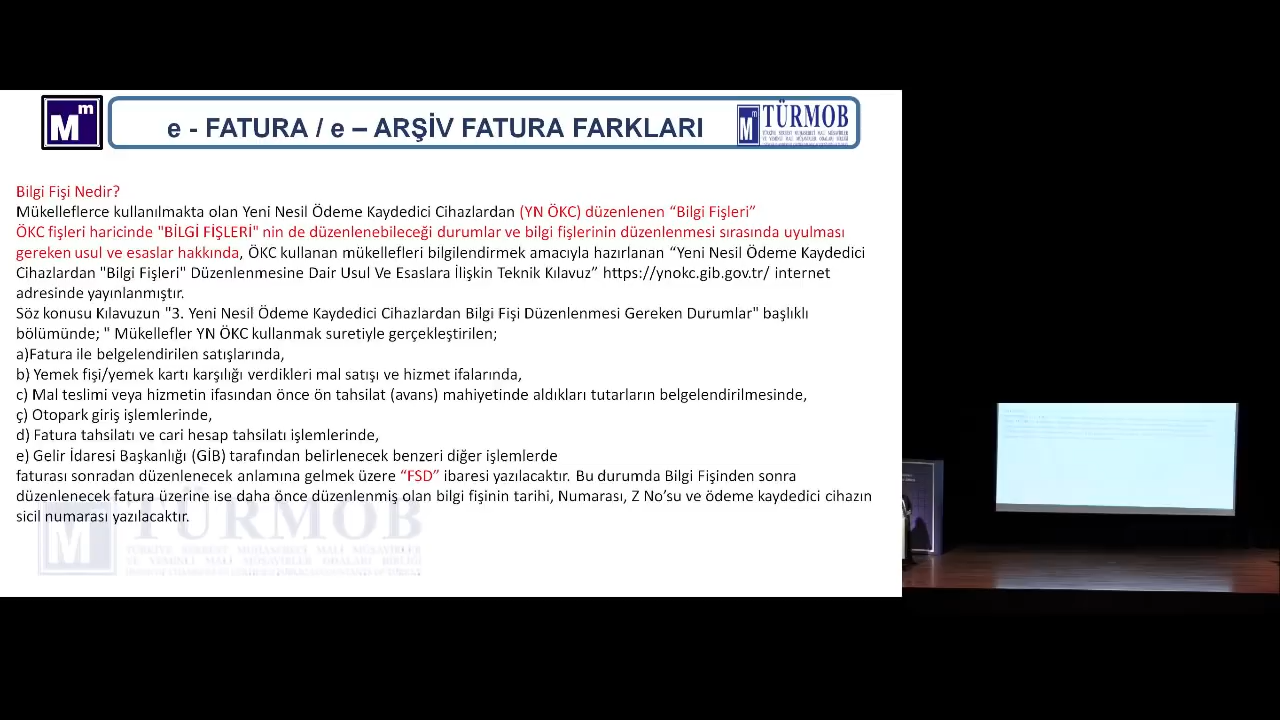 e - FATURA / e – ARŞİV FATURA FARKLARI
TÜRMOB
Bilgi Fişi Nedir?
Mükelleflerce kullanılmakta olan Yeni Nesil Ödeme Kaydedici Cihazlardan (YN ÖKC) düzenlenen “Bilgi Fişleri”
ÖKC fişleri haricinde "BİLGİ FİŞLERİ" nin de düzenlenebileceği durumlar ve bilgi fişlerinin düzenlenmesi sırasında uyulması
gereken usul ve esaslar hakkında, ÖKC kullanan mükellefleri bilgilendirmek amacıyla hazırlanan “Yeni Nesil Ödeme Kaydedici
Cihazlardan "Bilgi Fişleri" Düzenlenmesine Dair Usul Ve Esaslara İlişkin Teknik Kılavuz” https://ynokc.gib.gov.tr/ internet
adresinde yayınlanmıştır.
Söz konusu Kılavuzun "3. Yeni Nesil Ödeme Kaydedici Cihazlardan Bilgi Fişi Düzenlenmesi Gereken Durumlar" başlıklı
bölümünde; " Mükellefler YN ÖKC kullanmak suretiyle gerçekleştirilen;
a)Fatura ile belgelendirilen satışlarında,
b) Yemek fişi/yemek kartı karşılığı verdikleri mal satışı ve hizmet ifalarında,
c) Mal teslimi veya hizmetin ifasından önce ön tahsilat (avans) mahiyetinde aldıkları tutarların belgelendirilmesinde,
ç) Otopark giriş işlemlerinde,
d) Fatura tahsilatı ve cari hesap tahsilatı işlemlerinde,
e) Gelir İdaresi Başkanlığı (GİB) tarafından belirlenecek benzeri diğer işlemlerde
faturası sonradan düzenlenecek anlamına gelmek üzere “FSD” ibaresi yazılacaktır. Bu durumda Bilgi Fişinden sonra
düzenlenecek fatura üzerine ise daha önce düzenlenmiş olan bilgi fişinin tarihi, Numarası, Z No’su ve ödeme kaydedici cihazın
sicil numarası yazılacaktır.
TÜRMOB